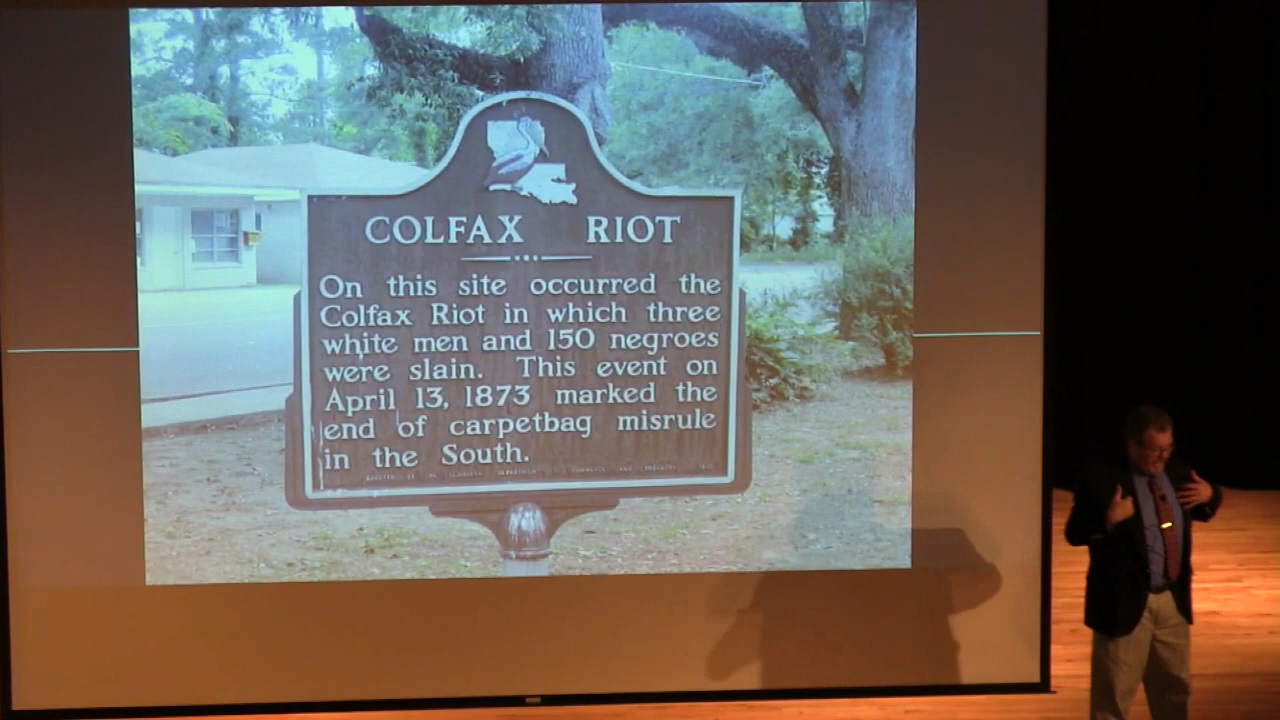 COLFAX RIOT
On this site occurred the
Colfax Riot in which three
white men and 150 negroes
were slain. This event on
April 13, 1873 marked the
end of carpetbag misrule
in the South.